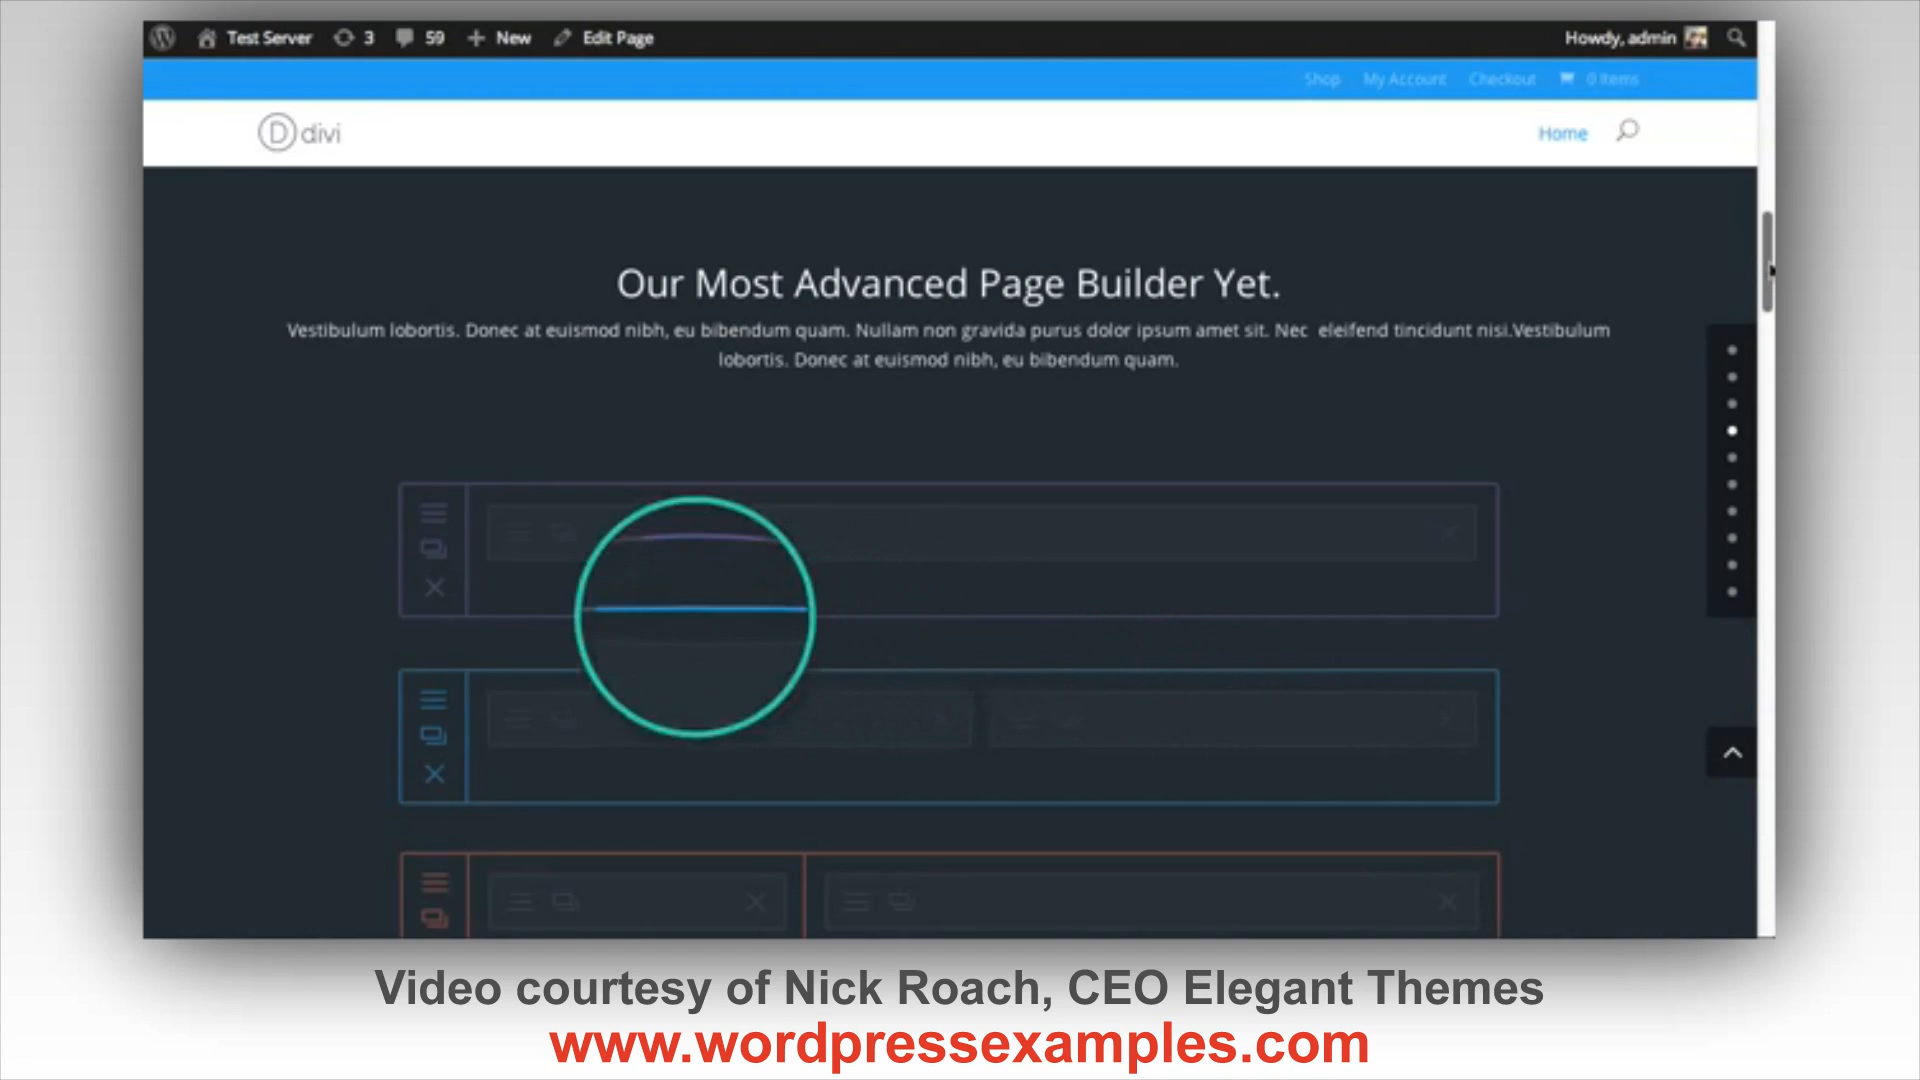 Test Server 3 59 New Edit Page Howdy, admin
Shop My Account Checkout 0 Items
divi Home
Our Most Advanced Page Builder Yet.
Vestibulum lobortis. Donec at euismod nibh, eu bibendum quam. Nullam non gravida purus dolor ipsum amet sit. Nec eleifend tincidunt nisi.Vestibulum
lobortis. Donec at euismod nibh, eu bibendum quam.
Video courtesy of Nick Roach, CEO Elegant Themes
www.wordpressexamples.com